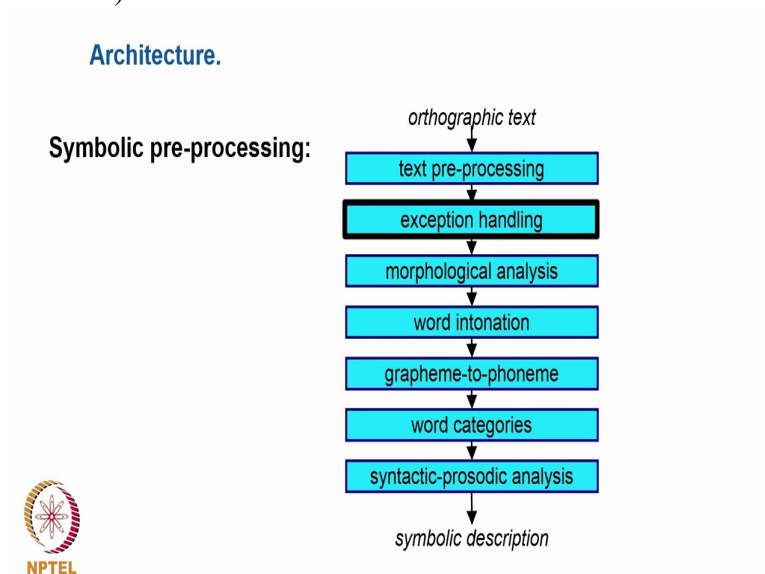 Architecture.
Symbolic pre-processing:
orthographic text
text pre-processing
exception handling
morphological analysis
word intonation
grapheme-to-phoneme
word categories
syntactic-prosodic analysis
symbolic description
NPTEL